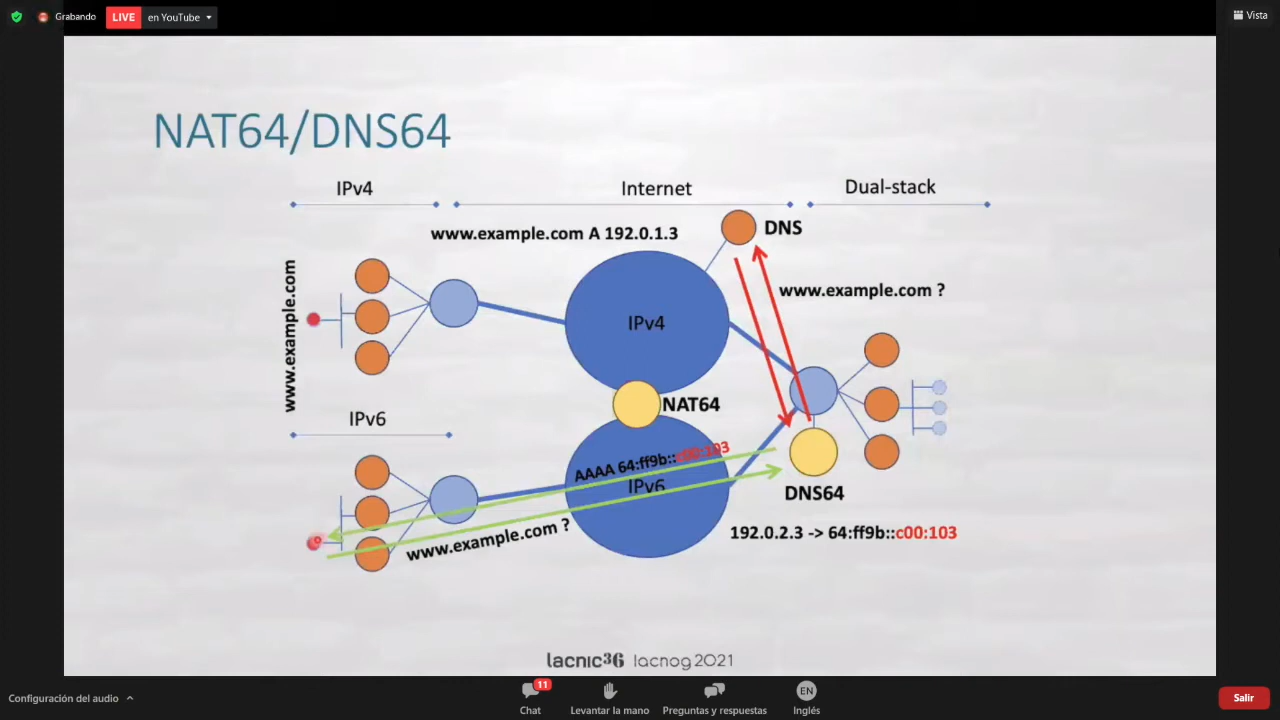 Grabando
LIVE
en YouTube
Vista
NAT64/DNS64
IPv4
Internet
Dual-stack
www.example.com A 192.0.1.3
DNS
www.example.com ?
www.example.com
IPv4
NAT64
IPv6
AAAA 64:ff9b::c00:103
IPv6
DNS64
www.example.com ?
192.0.2.3 -> 64:ff9b::c00:103
lacnic36 lacnog2021
Configuración del audio
11
Chat
Levantar la mano
Preguntas y respuestas
EN
Inglés
Salir